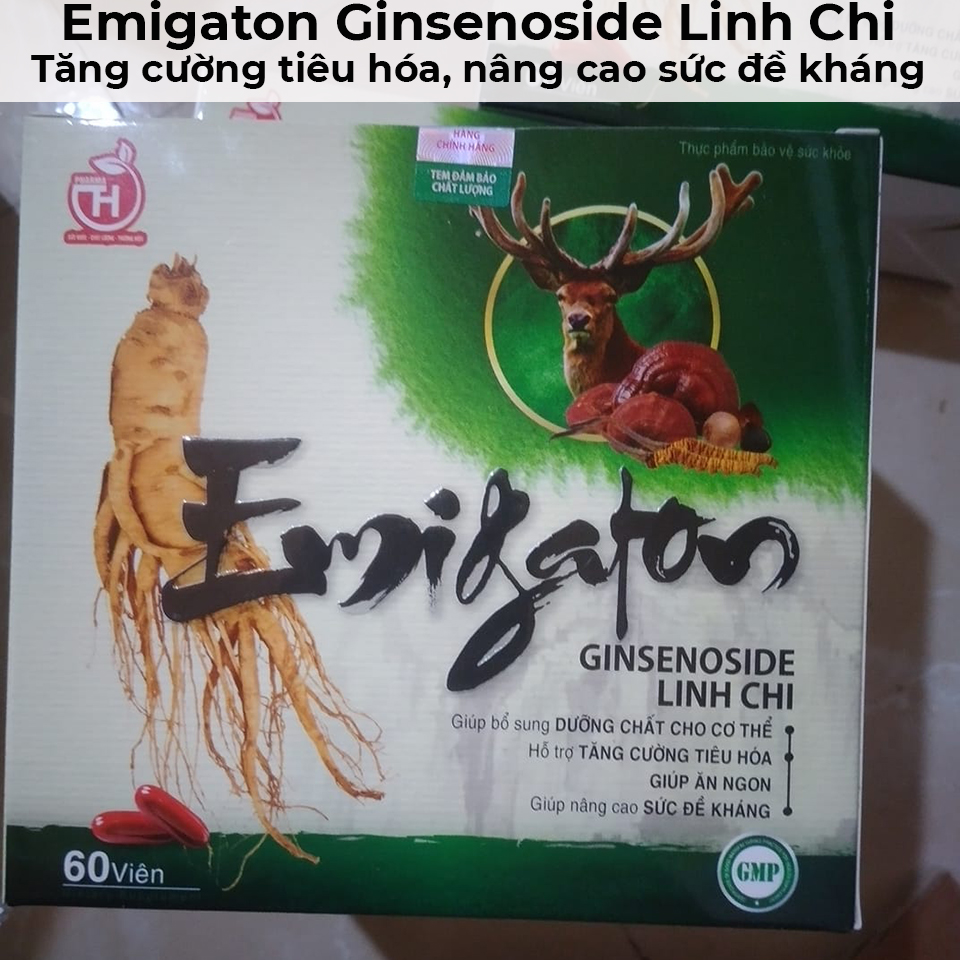 Emigaton Ginsenoside Linh Chi
Tăng cường tiêu hóa, nâng cao sức đề kháng
HÀNG
CHÍNH HÃNG
TEM ĐẢM BẢO
CHẤT LƯỢNG
Thực phẩm bảo vệ sức khỏe
PHARMA
TH
Emigaton
GINSENOSIDE
LINH CHI
Giúp bổ sung DƯỠNG CHẤT CHO CƠ THỂ
Hỗ trợ TĂNG CƯỜNG TIÊU HÓA
GIÚP ĂN NGON
Giúp nâng cao SỨC ĐỀ KHÁNG
60Viên
GMP